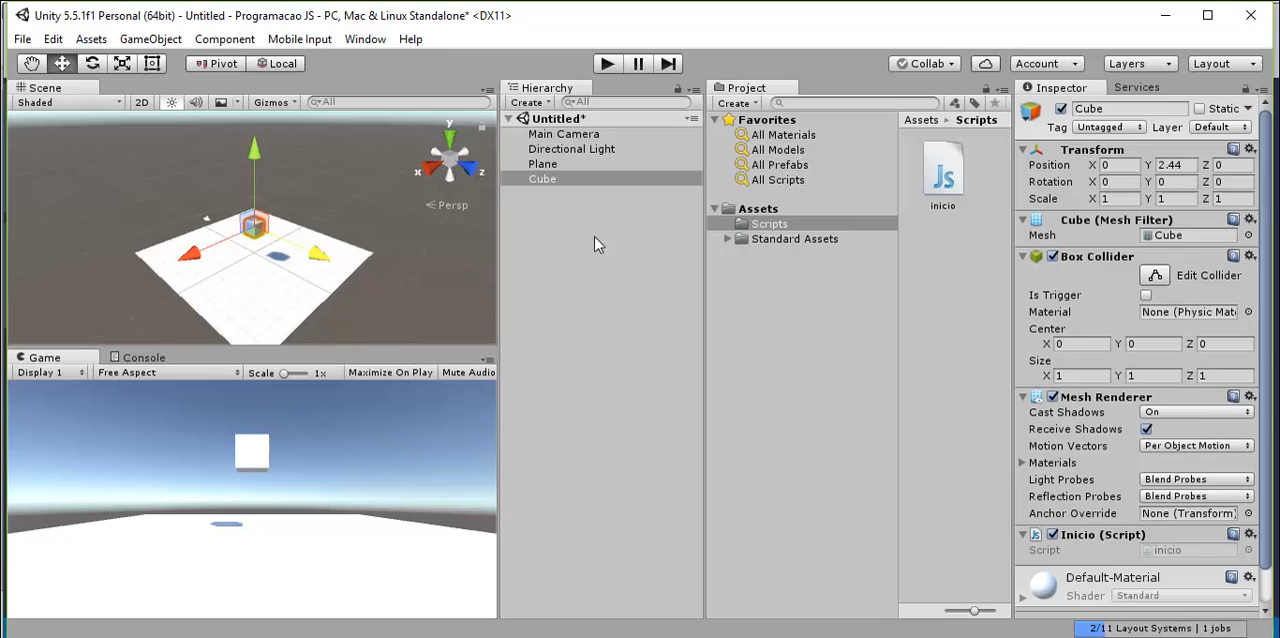 Unity 5.5.1f1 Personal (64bit) - Untitled - Programacao JS - PC, Mac & Linux Standalone* <DX11>
File Edit Assets GameObject Component Mobile Input Window Help
Pivot Local Collab Account Layers Layout
Scene
Shaded 2D Gizmos All
y
x z
Persp
Game Console
Display 1 Free Aspect Scale 1x Maximize On Play Mute Audio
Hierarchy
Create All
Untitled*
Main Camera
Directional Light
Plane
Cube
Project
Create
Favorites
All Materials
All Models
All Prefabs
All Scripts
Assets
Scripts
Standard Assets
Assets Scripts
Js
inicio
Inspector Services
Cube Static
Tag Untagged Layer Default
Transform
Position X 0 Y 2.44 Z 0
Rotation X 0 Y 0 Z 0
Scale X 1 Y 1 Z 1
Cube (Mesh Filter)
Mesh Cube
Box Collider
Edit Collider
Is Trigger
Material None (Physic Mat
Center
X 0 Y 0 Z 0
Size
X 1 Y 1 Z 1
Mesh Renderer
Cast Shadows On
Receive Shadows
Motion Vectors Per Object Motion
Materials
Light Probes Blend Probes
Reflection Probes Blend Probes
Anchor Override None (Transform)
Js Inicio (Script)
Script inicio
Default-Material
Shader Standard
2/11 Layout Systems | 1 jobs